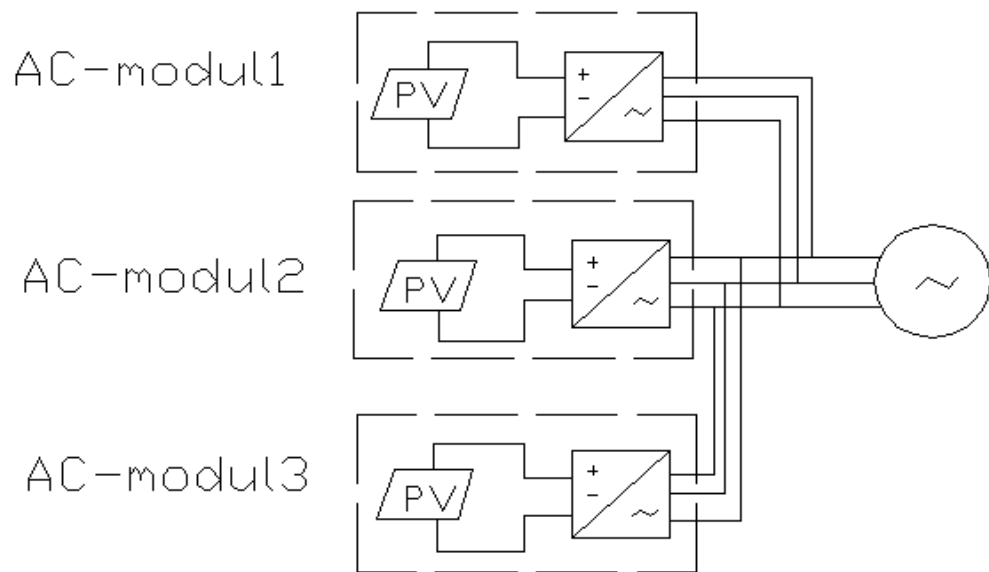 AC-modul1
PV
+
-
~
AC-modul2
PV
+
-
~
~
AC-modul3
PV
+
-
~